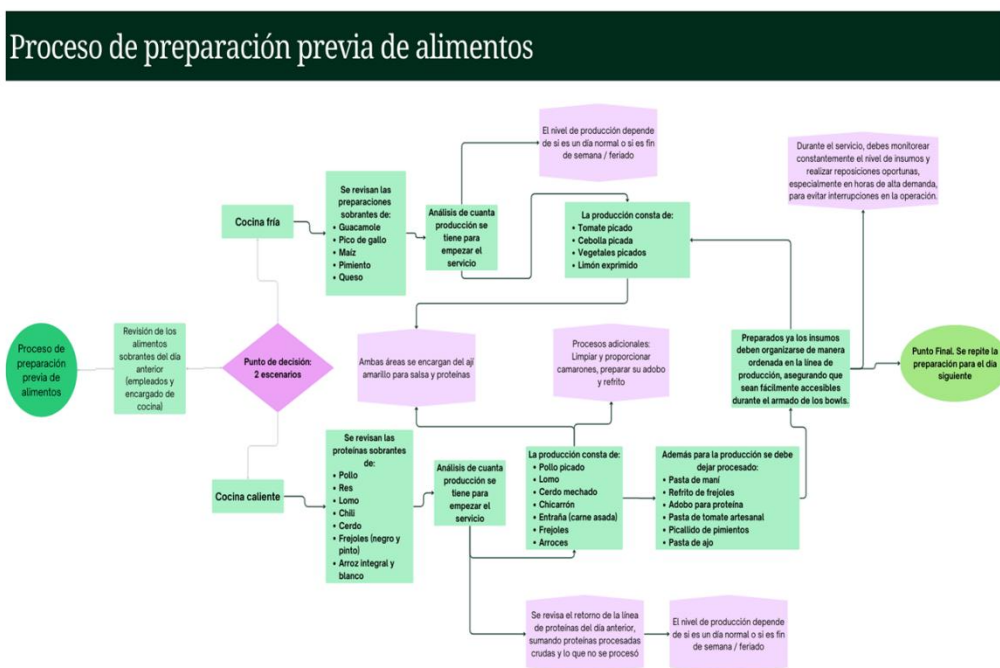 Proceso de preparación previa de alimentos
Proceso de
preparación
previa de
alimentos
Revisión de los
alimentos
sobrantes del día
anterior
(empleados y
encargado de
cocina)
Punto de decisión:
2 escenarios
Cocina fría
Se revisan las
preparaciones
sobrantes de:
• Guacamole
• Pico de gallo
• Maíz
• Pimiento
• Queso
Análisis de cuanta
producción se
tiene para
empezar el
servicio
El nivel de producción depende
de si es un día normal o si es fin
de semana / feriado
La producción consta de:
• Tomate picado
• Cebolla picada
• Vegetales picados
• Limón exprimido
Ambas áreas se encargan del ají
amarillo para salsa y proteínas
Cocina caliente
Se revisan las
proteínas sobrantes
de:
• Pollo
• Res
• Lomo
• Chili
• Cerdo
• Frejoles (negro y
pinto)
• Arroz integral y
blanco
Análisis de cuanta
producción se
tiene para
empezar el
servicio
Se revisa el retorno de la línea
de proteínas del día anterior,
sumando proteínas procesadas
crudas y lo que no se procesó
El nivel de producción depende
de si es un día normal o si es fin
de semana / feriado
La producción consta de:
• Pollo picado
• Lomo
• Cerdo mechado
• Chicarrón
• Entraña (carne asada)
• Frejoles
• Arroces
Procesos adicionales:
Limpiar y proporcionar
camarones, preparar su adobo
y refrito
Además para la producción se debe
dejar procesado:
• Pasta de maní
• Refrito de frejoles
• Adobo para proteína
• Pasta de tomate artesanal
• Picallido de pimientos
• Pasta de ajo
Preparados ya los insumos
deben organizarse de manera
ordenada en la línea de
producción, asegurando que
sean fácilmente accesibles
durante el armado de los bowls.
Durante el servicio, debes monitorear
constantemente el nivel de insumos y
realizar reposiciones oportunas,
especialmente en horas de alta demanda,
para evitar interrupciones en la operación.
Punto Final. Se repite la
preparación para el día
siguiente